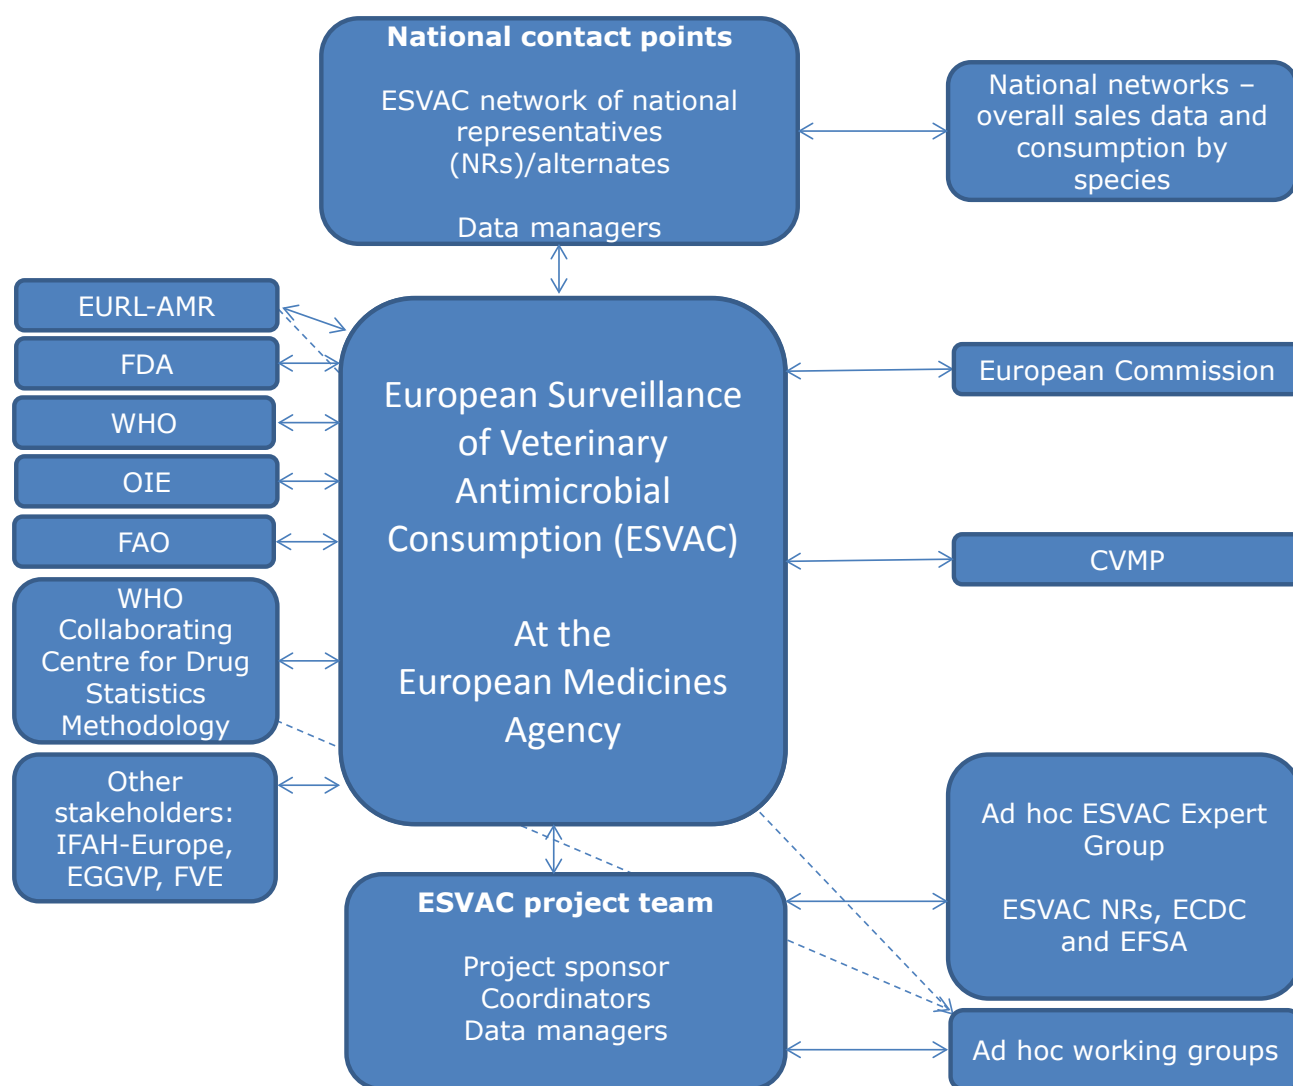 National contact points
ESVAC network of national
representatives
(NRs)/alternates
Data managers
National networks –
overall sales data and
consumption by
species
EURL-AMR
FDA
WHO
OIE
FAO
WHO
Collaborating
Centre for Drug
Statistics
Methodology
Other
stakeholders:
IFAH-Europe,
EGGVP, FVE
European Surveillance
of Veterinary
Antimicrobial
Consumption (ESVAC)
At the
European Medicines
Agency
European Commission
CVMP
ESVAC project team
Project sponsor
Coordinators
Data managers
Ad hoc ESVAC Expert
Group
ESVAC NRs, ECDC
and EFSA
Ad hoc working groups